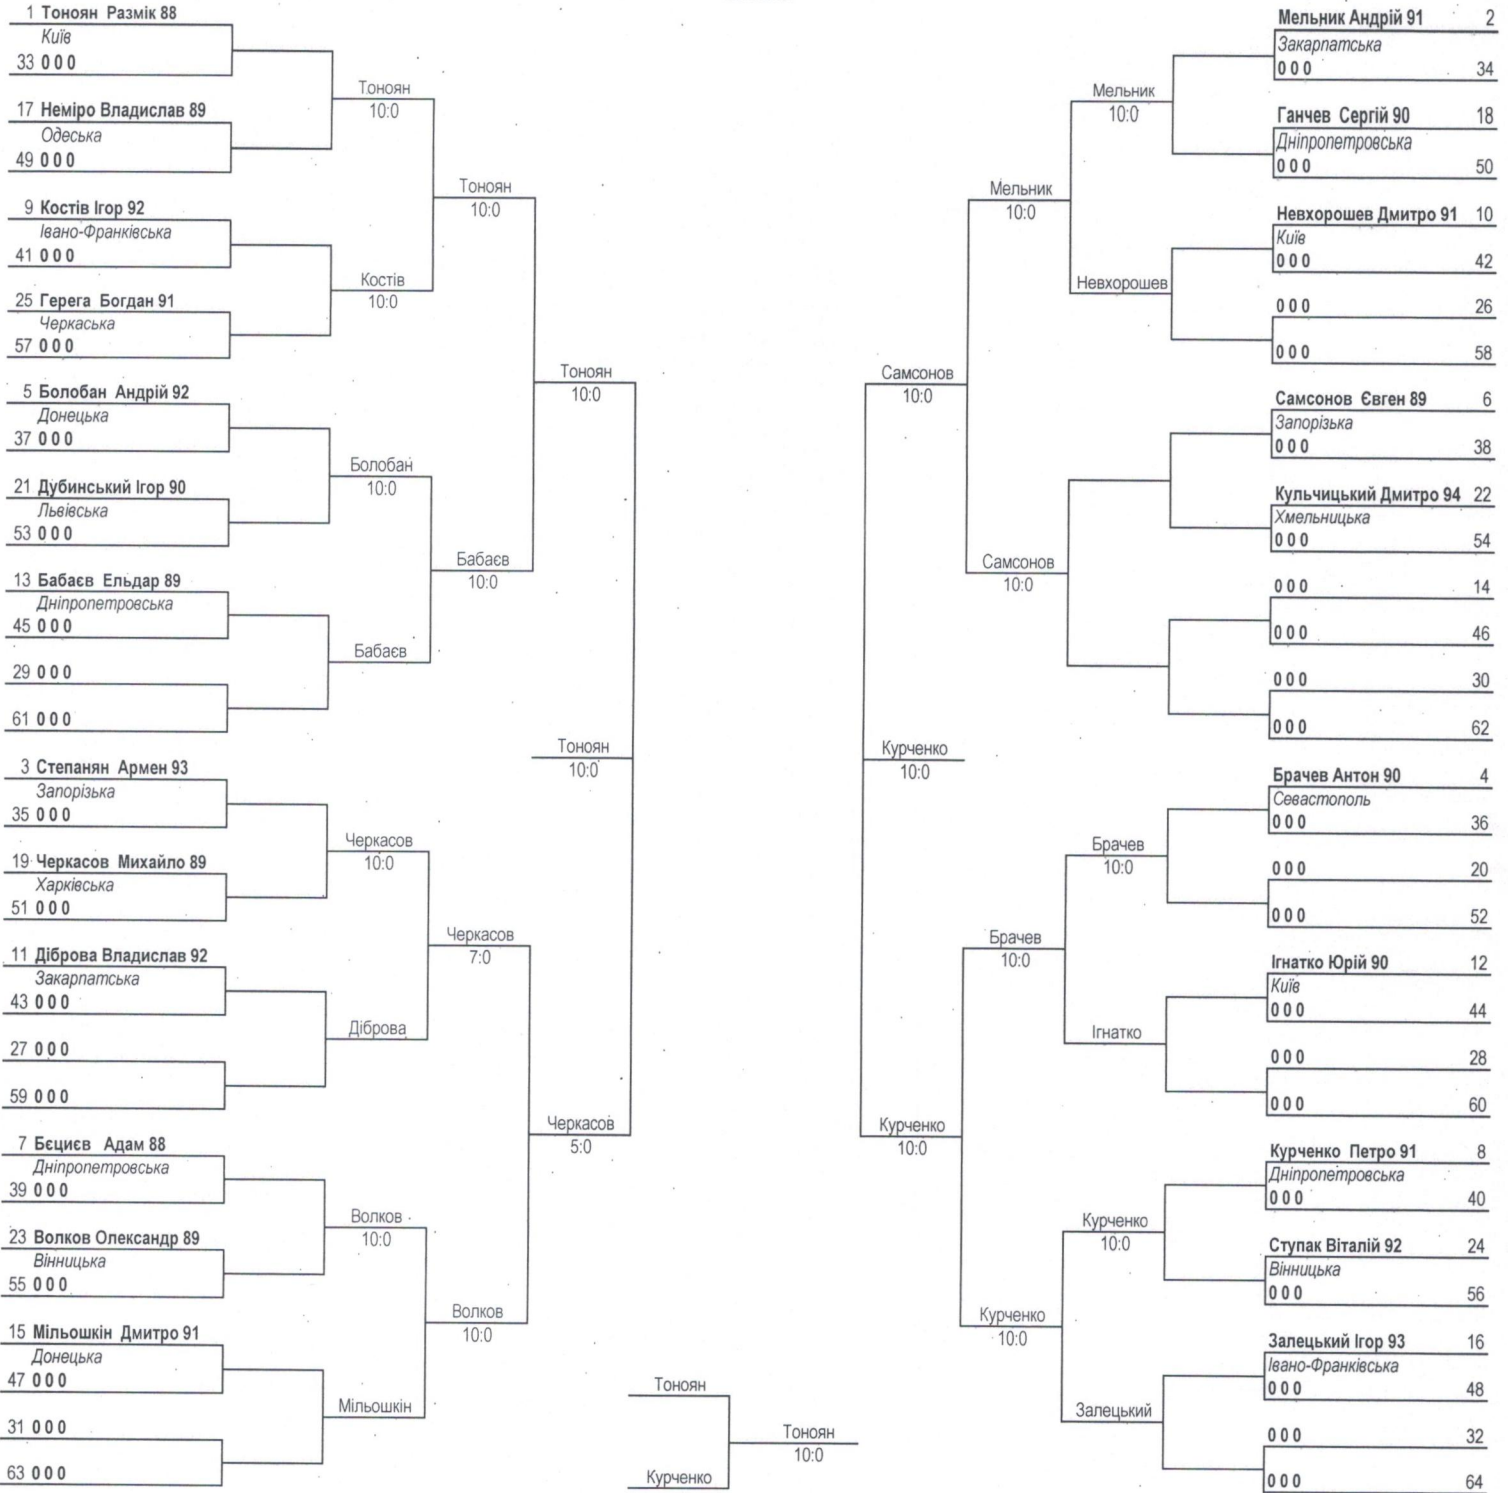 1 Тоноян Размік 88
Київ
33 0 0 0
17 Неміро Владислав 89
Одеська
49 0 0 0
9 Костів Ігор 92
Івано-Франківська
41 0 0 0
25 Герега Богдан 91
Черкаська
57 0 0 0
5 Болобан Андрій 92
Донецька
37 0 0 0
21 Дубинський Ігор 90
Львівська
53 0 0 0
13 Бабаєв Ельдар 89
Дніпропетровська
45 0 0 0
29 0 0 0
61 0 0 0
3 Степанян Армен 93
Запорізька
35 0 0 0
19 Черкасов Михайло 89
Харківська
51 0 0 0
11 Діброва Владислав 92
Закарпатська
43 0 0 0
27 0 0 0
59 0 0 0
7 Бєциєв Адам 88
Дніпропетровська
39 0 0 0
23 Волков Олександр 89
Вінницька
55 0 0 0
15 Мільошкін Дмитро 91
Донецька
47 0 0 0
31 0 0 0
63 0 0 0
Тоноян
10:0
Костів
10:0
Болобан
10:0
Бабаєв
Черкасов
10:0
Діброва
Волков
10:0
Мільошкін
Тоноян
10:0
Бабаєв
10:0
Черкасов
7:0
Волков
10:0
Тоноян
10:0
Черкасов
5:0
Тоноян
10:0
Тоноян
Курченко
Тоноян
10:0
Курченко
10:0
Самсонов
10:0
Курченко
10:0
Мельник
10:0
Самсонов
10:0
Брачев
10:0
Курченко
10:0
Мельник
10:0
Невхорошев
Брачев
10:0
Ігнатко
Курченко
10:0
Залецький
Мельник Андрій 91 2
Закарпатська
0 0 0 34
Ганчев Сергій 90 18
Дніпропетровська
0 0 0 50
Невхорошев Дмитро 91 10
Київ
0 0 0 42
0 0 0 26
0 0 0 58
Самсонов Євген 89 6
Запорізька
0 0 0 38
Кульчицький Дмитро 94 22
Хмельницька
0 0 0 54
0 0 0 14
0 0 0 46
0 0 0 30
0 0 0 62
Брачев Антон 90 4
Севастополь
0 0 0 36
0 0 0 20
0 0 0 52
Ігнатко Юрій 90 12
Київ
0 0 0 44
0 0 0 28
0 0 0 60
Курченко Петро 91 8
Дніпропетровська
0 0 0 40
Ступак Віталій 92 24
Вінницька
0 0 0 56
Залецький Ігор 93 16
Івано-Франківська
0 0 0 48
0 0 0 32
0 0 0 64